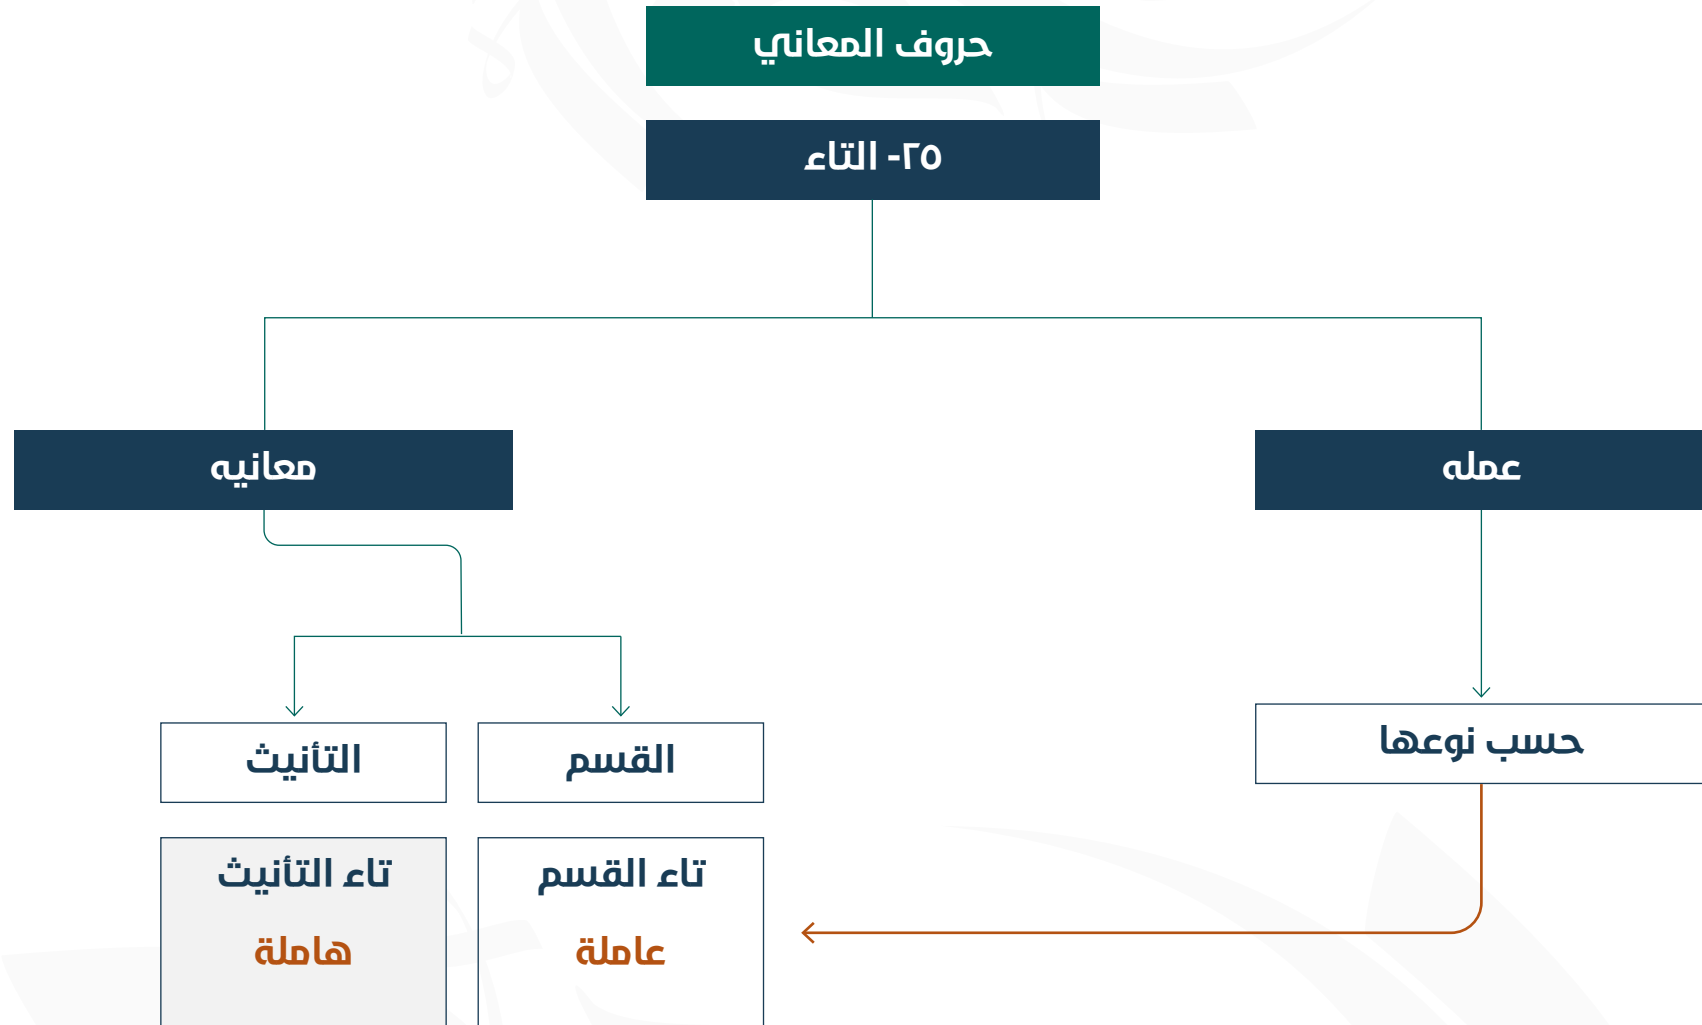 حروف المعاني
٢٥- التاء
عمله
معانيه
حسب نوعها
القسم
التأنيث
تاء القسم
عاملة
تاء التأنيث
هاملة